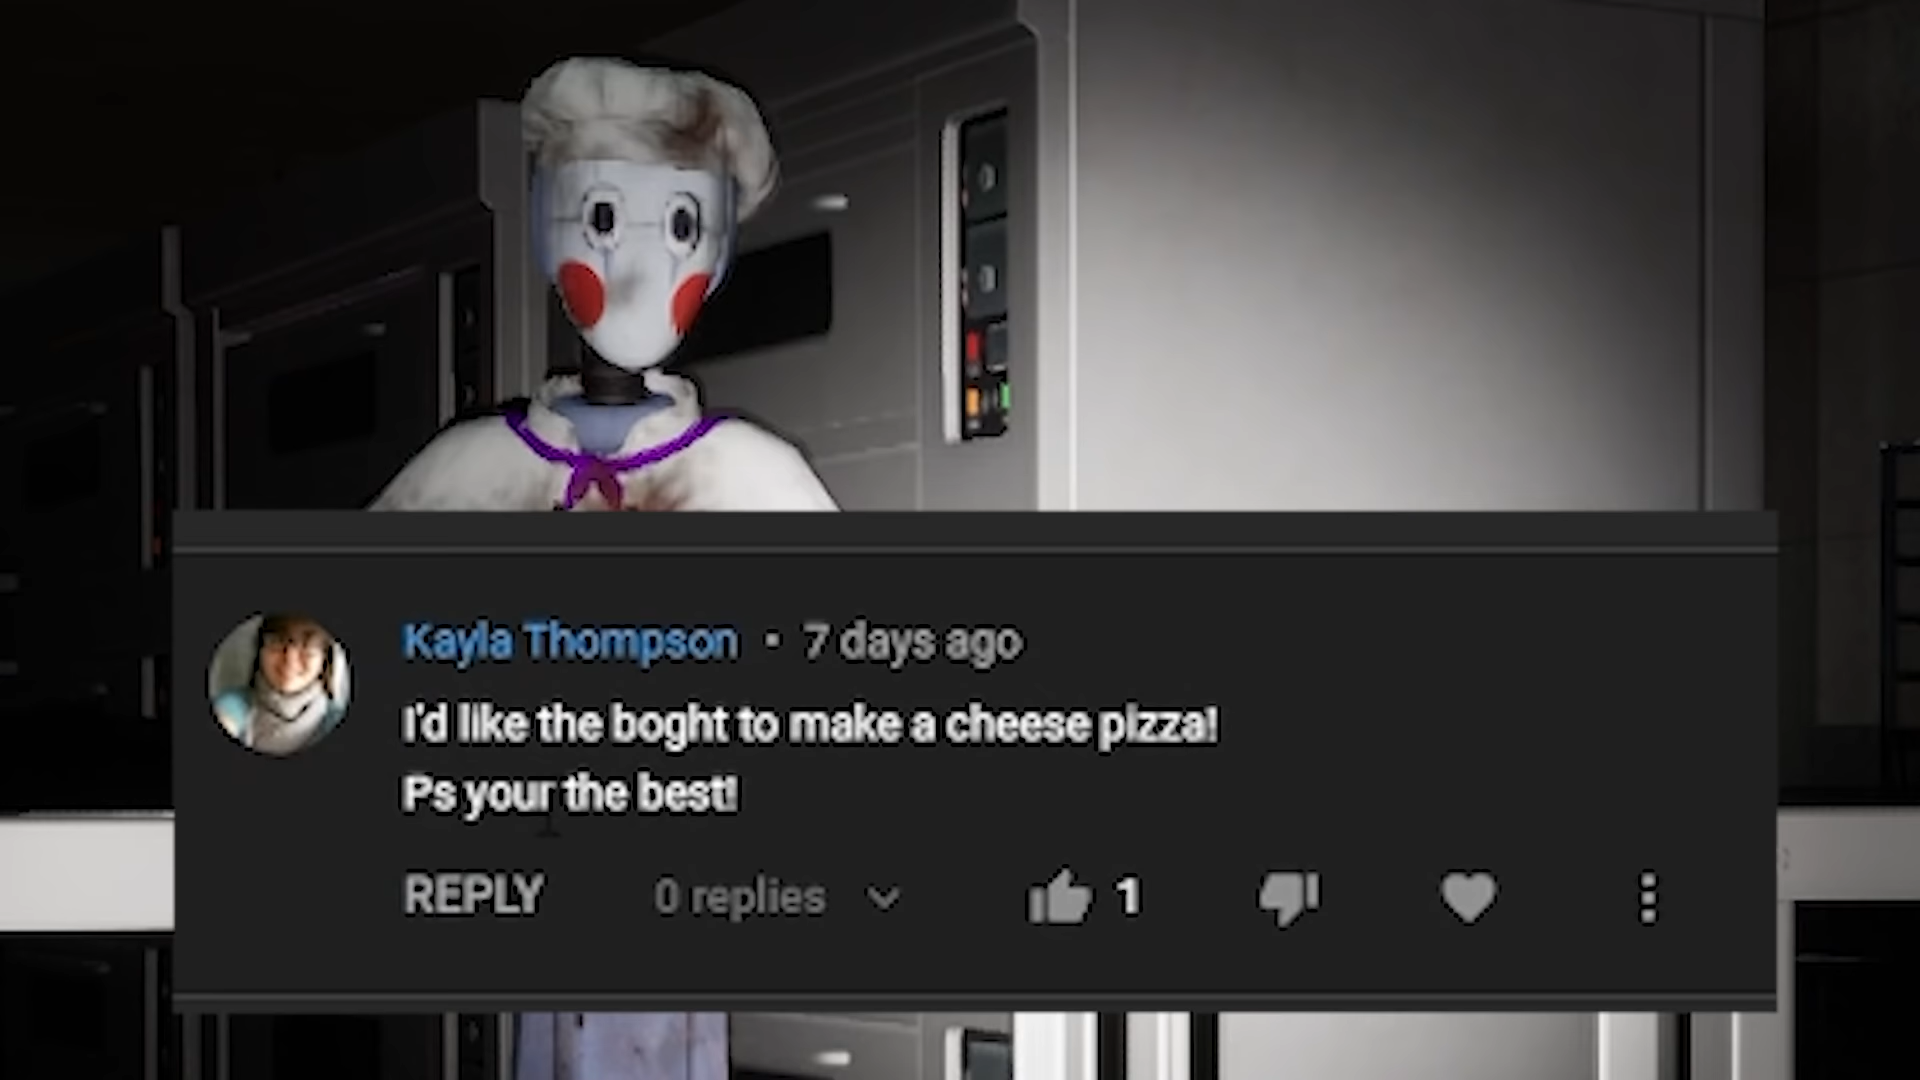 Kayla Thompson • 7 days ago
I'd like the boght to make a cheese pizza!
Ps your the best!
REPLY 0 replies 1